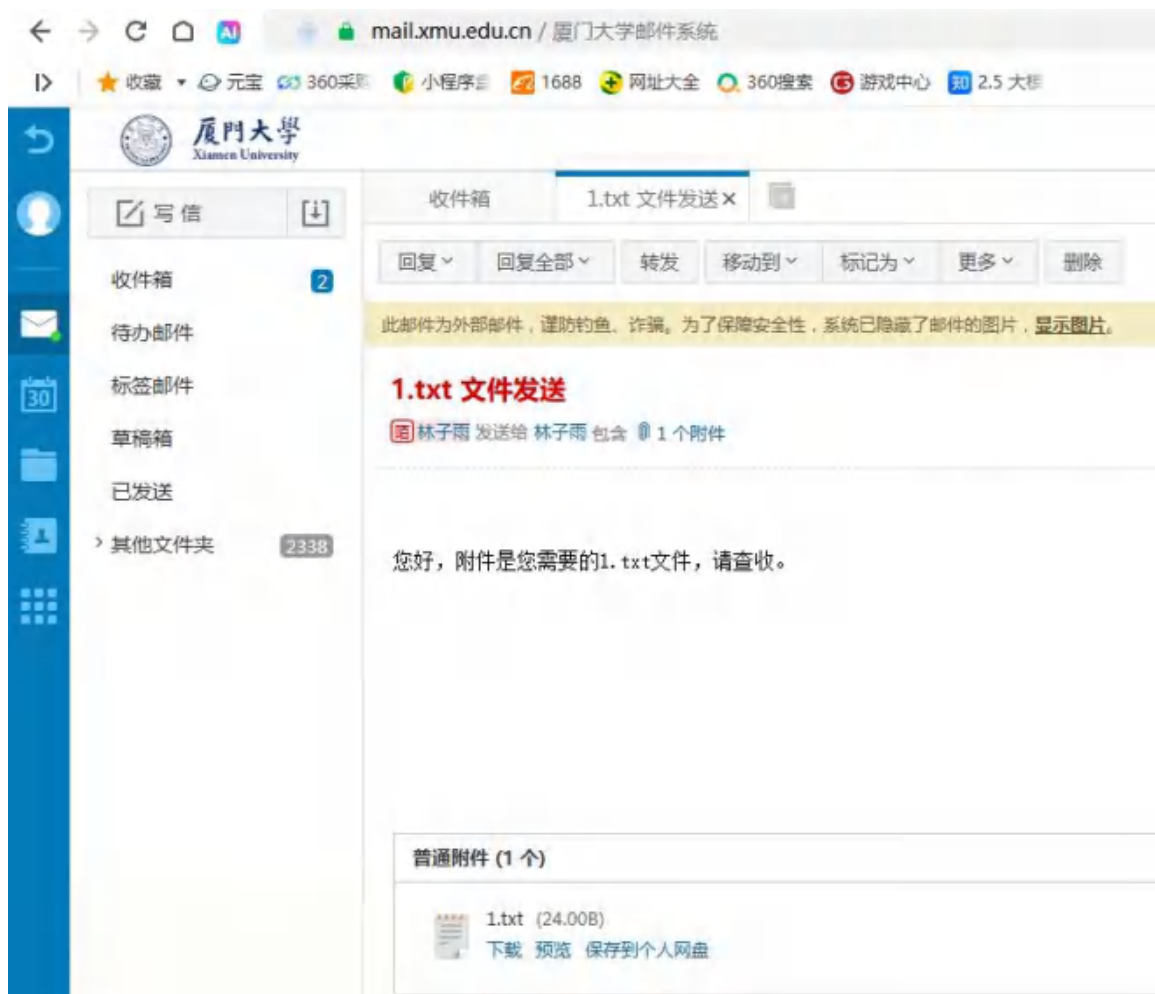 AI mail.xmu.edu.cn / 厦门大学邮件系统
收藏 元宝 360采购 小程序 1688 网址大全 360搜索 游戏中心 知 2.5 大模
厦門大學
Xiamen University
写信
收件箱 1.txt 文件发送×
回复 回复全部 转发 移动到 标记为 更多 删除
收件箱 2
待办邮件
标签邮件
草稿箱
已发送
其他文件夹 2338
30
此邮件为外部邮件，谨防钓鱼、诈骗。为了保障安全性，系统已隐藏了邮件的图片，显示图片。
1.txt 文件发送
陌 林子雨 发送给 林子雨 包含 1 个附件
您好，附件是您需要的1.txt文件，请查收。
普通附件 (1 个)
1.txt (24.00B)
下载 预览 保存到个人网盘